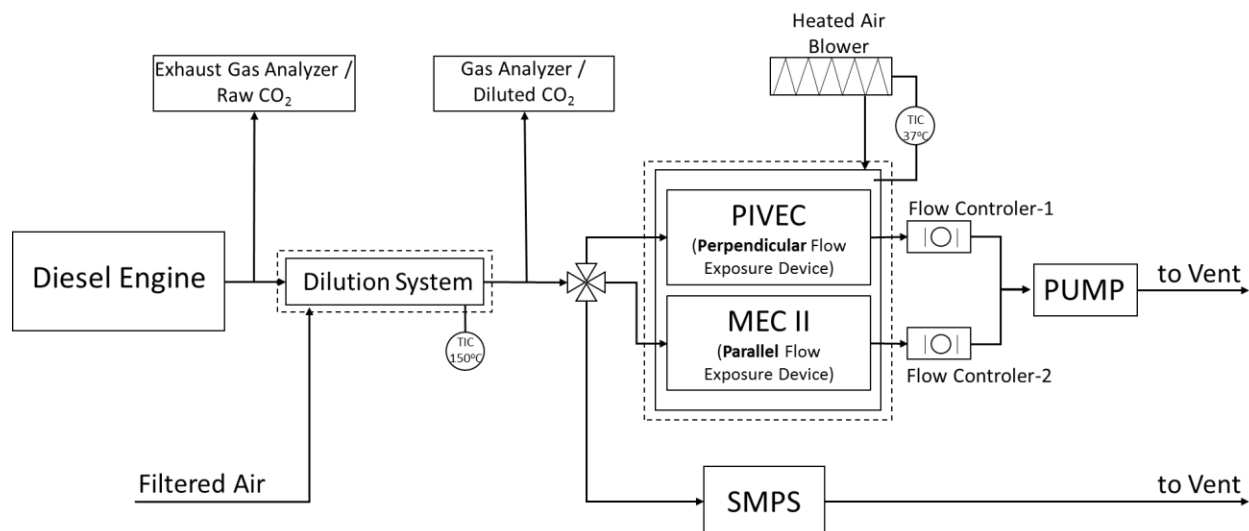 Heated Air
Blower
Exhaust Gas Analyzer /
Raw CO₂
Gas Analyzer /
Diluted CO₂
TIC
37ºC
PIVEC
(Perpendicular Flow
Exposure Device)
Flow Controler-1
Diesel Engine
Dilution System
TIC
150ºC
MEC II
(Parallel Flow
Exposure Device)
Flow Controler-2
PUMP
to Vent
Filtered Air
SMPS
to Vent